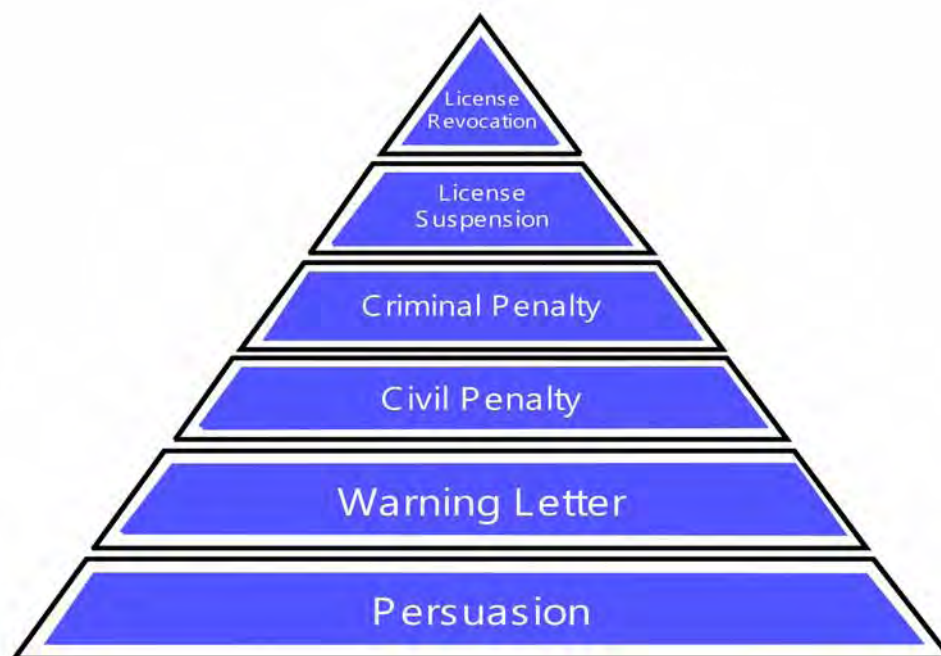 License
Revocation
License
Suspension
Criminal Penalty
Civil Penalty
Warning Letter
Persuasion